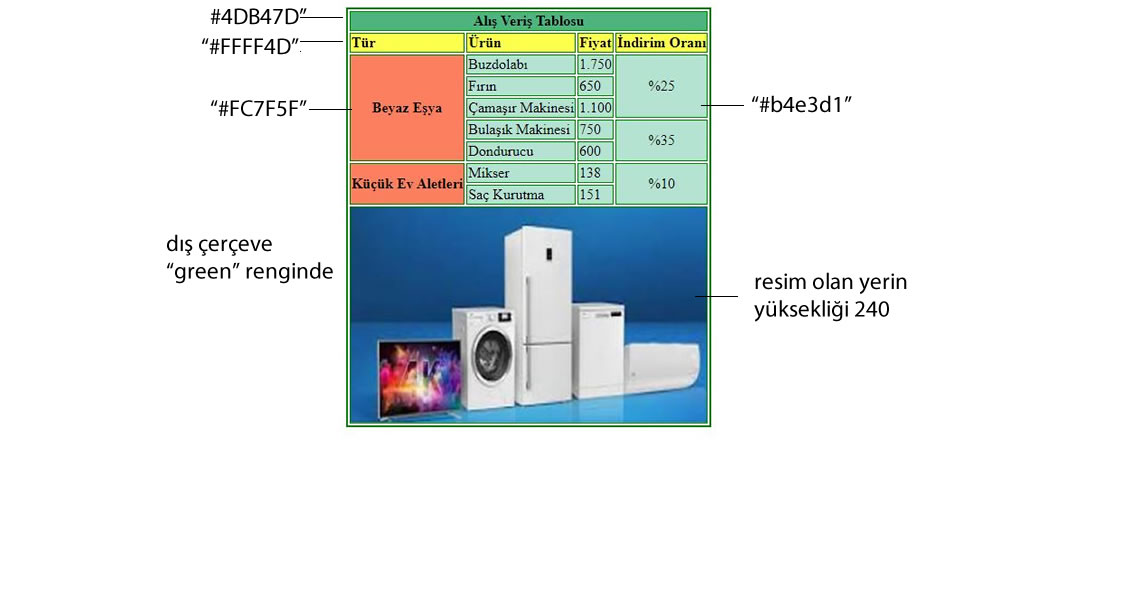 #4DB47D”
“#FFFF4D”
“#FC7F5F”
dış çerçeve
“green” renginde
Alış Veriş Tablosu
Tür Ürün Fiyat İndirim Oranı
Beyaz Eşya
Buzdolabı 1.750
Fırın 650
Çamaşır Makinesi 1.100
%25
Bulaşık Makinesi 750
Dondurucu 600
%35
Küçük Ev Aletleri
Mikser 138
Saç Kurutma 151
%10
“#b4e3d1”
resim olan yerin
yüksekliği 240